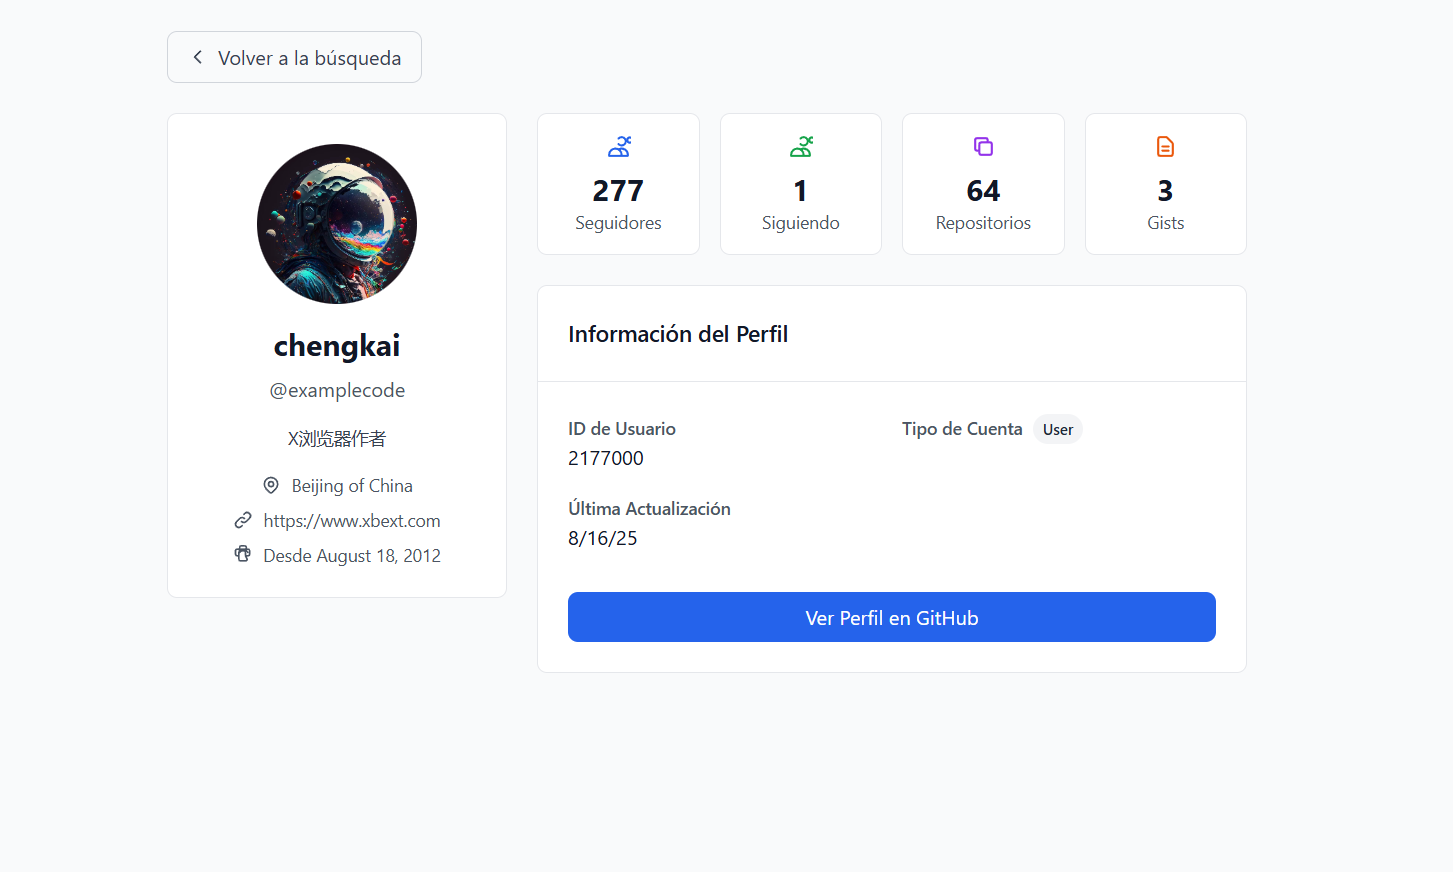 Volver a la búsqueda
chengkai
@examplecode
X浏览器作者
Beijing of China
https://www.xbext.com
Desde August 18, 2012
277
Seguidores
1
Siguiendo
64
Repositorios
3
Gists
Información del Perfil
ID de Usuario
2177000
Tipo de Cuenta User
Última Actualización
8/16/25
Ver Perfil en GitHub